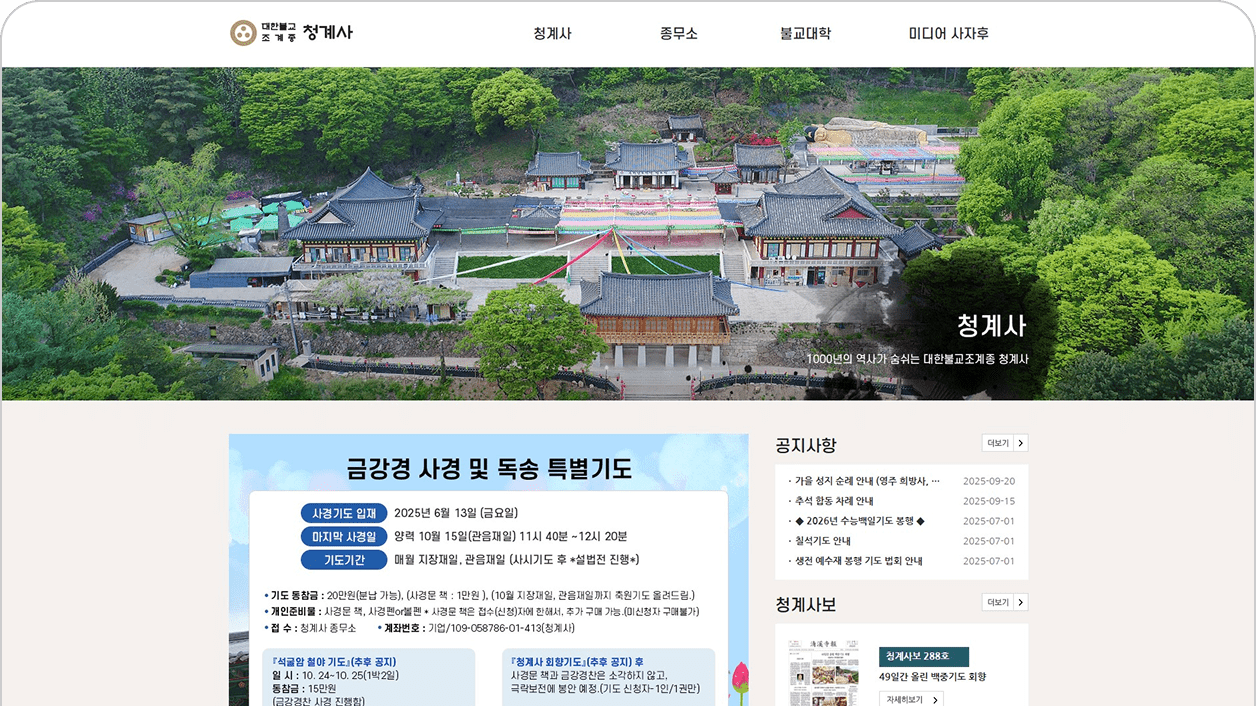 대한불교
조계종 청계사
청계사 종무소 불교대학 미디어 사자후
청계사
1000년의 역사가 숨쉬는 대한불교조계종 청계사
금강경 사경 및 독송 특별기도
사경기도 입재 2025년 6월 13일 (금요일)
마지막 사경일 양력 10월 15일(관음재일) 11시 40분 ~12시 20분
기도기간 매월 지장재일, 관음재일 (사시기도 후 *설법전 진행*)
• 기도 동참금 : 20만원(분납 가능), (사경문 책 : 1만원 ), (10월 지장재일, 관음재일까지 축원기도 올려드림.)
• 개인준비물 : 사경문 책, 사경펜or볼펜 * 사경문 책은 접수(신청)자에 한해서, 추가 구매 가능.(미신청자 구매불가)
• 접 수 : 청계사 종무소 • 계좌번호 : 기업/109-058786-01-413(청계사)
『석굴암 철야 기도』(추후 공지)
일 시 : 10. 24~10. 25(1박2일)
동참금 : 15만원
(금강경찬 사경 진행함)
『청계사 회향기도』(추후 공지) 후
사경문 책과 금강경찬은 소각하지 않고,
극락보전에 봉안 예정.(기도 신청자-1인/1권만)
공지사항 더보기
· 가을 성지 순례 안내 (영주 희방사, ··· 2025-09-20
· 추석 합동 차례 안내 2025-09-15
· ◆ 2026년 수능백일기도 봉행 ◆ 2025-07-01
· 칠석기도 안내 2025-07-01
· 생전 예수재 봉행 기도 법회 안내 2025-07-01
청계사보 더보기
淸溪寺報
청계사보 288호
49일간 올린 백중기도 회향
자세히보기